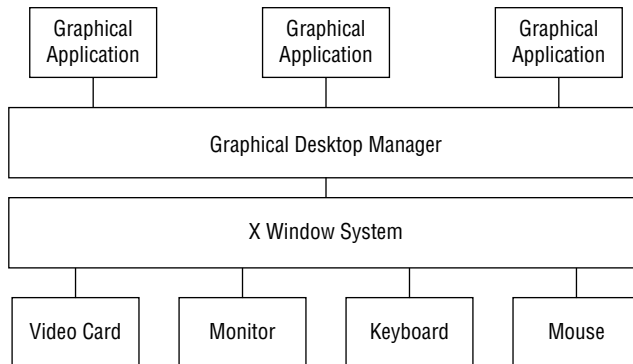 Graphical
Application
Graphical
Application
Graphical
Application
Graphical Desktop Manager
X Window System
Video Card
Monitor
Keyboard
Mouse